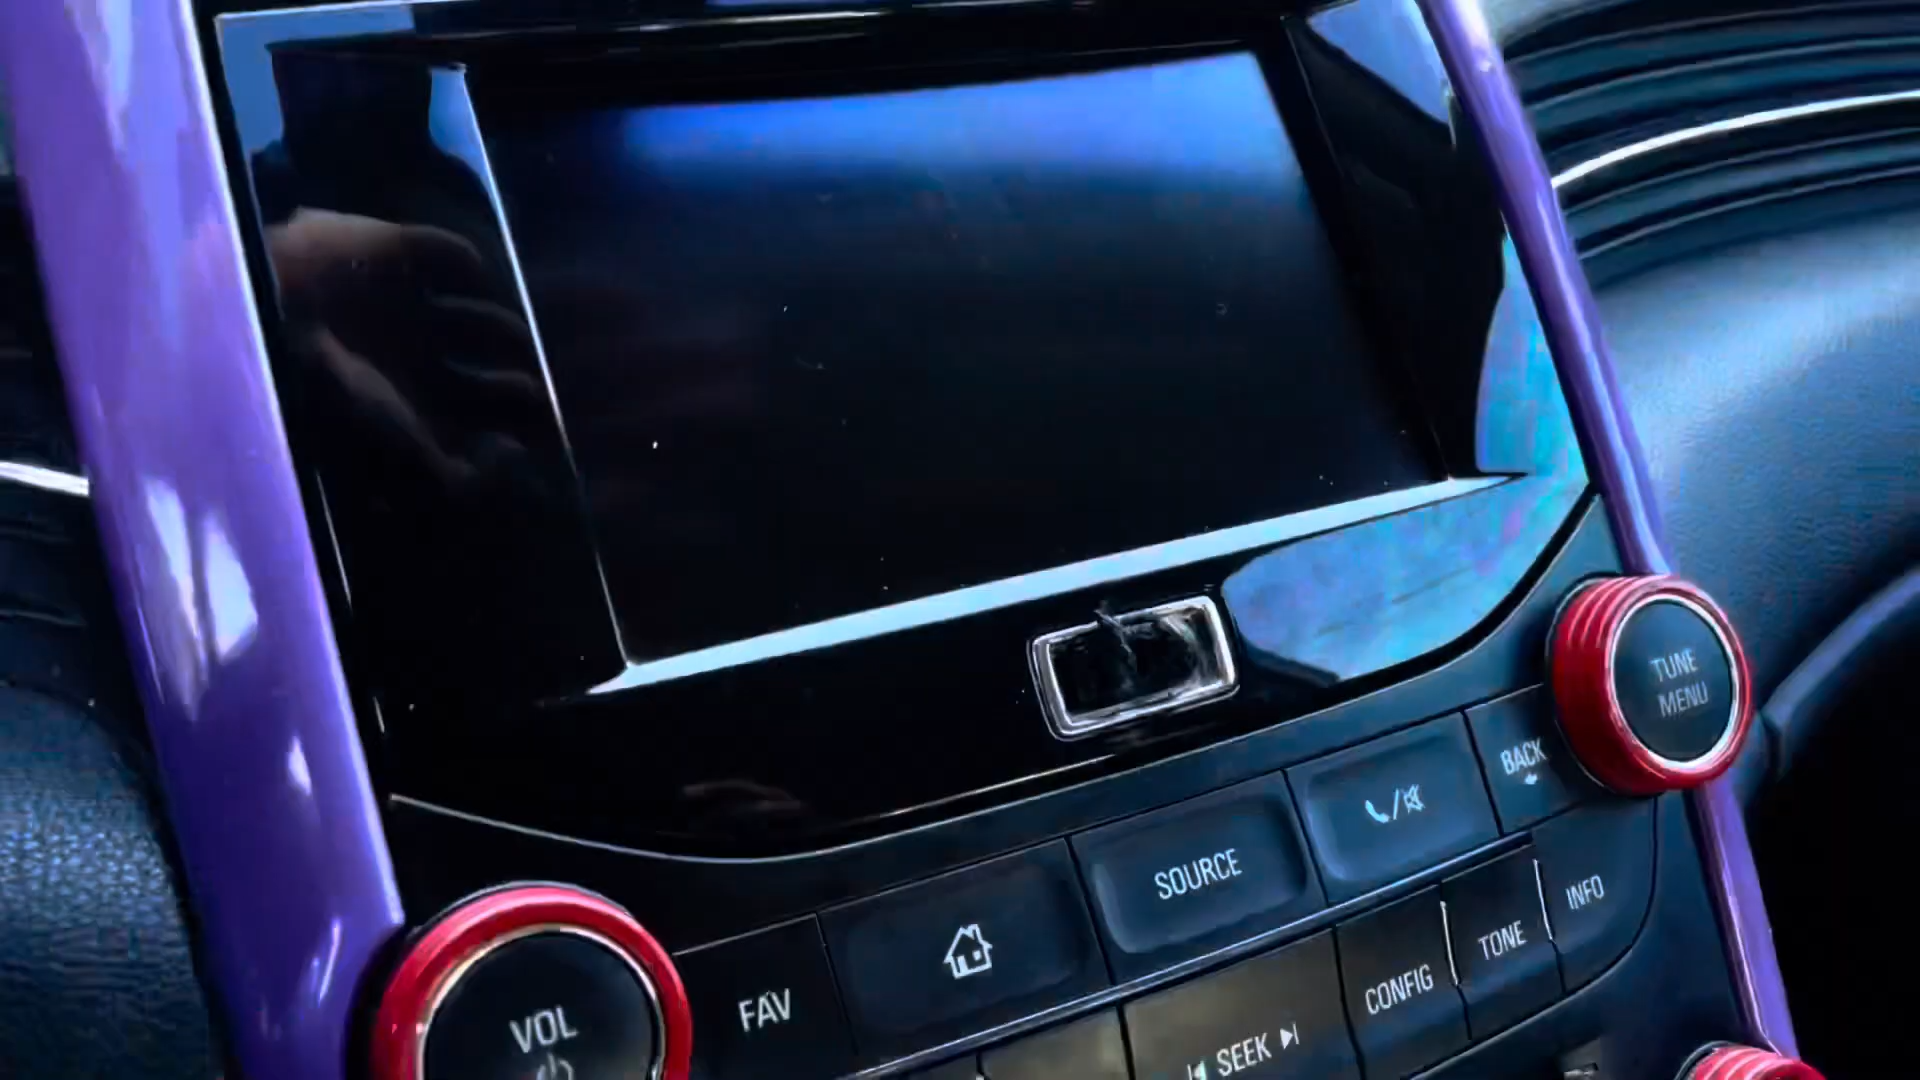 TUNE
MENU
BACK
SOURCE
INFO
TONE
CONFIG
FAV
VOL
SEEK